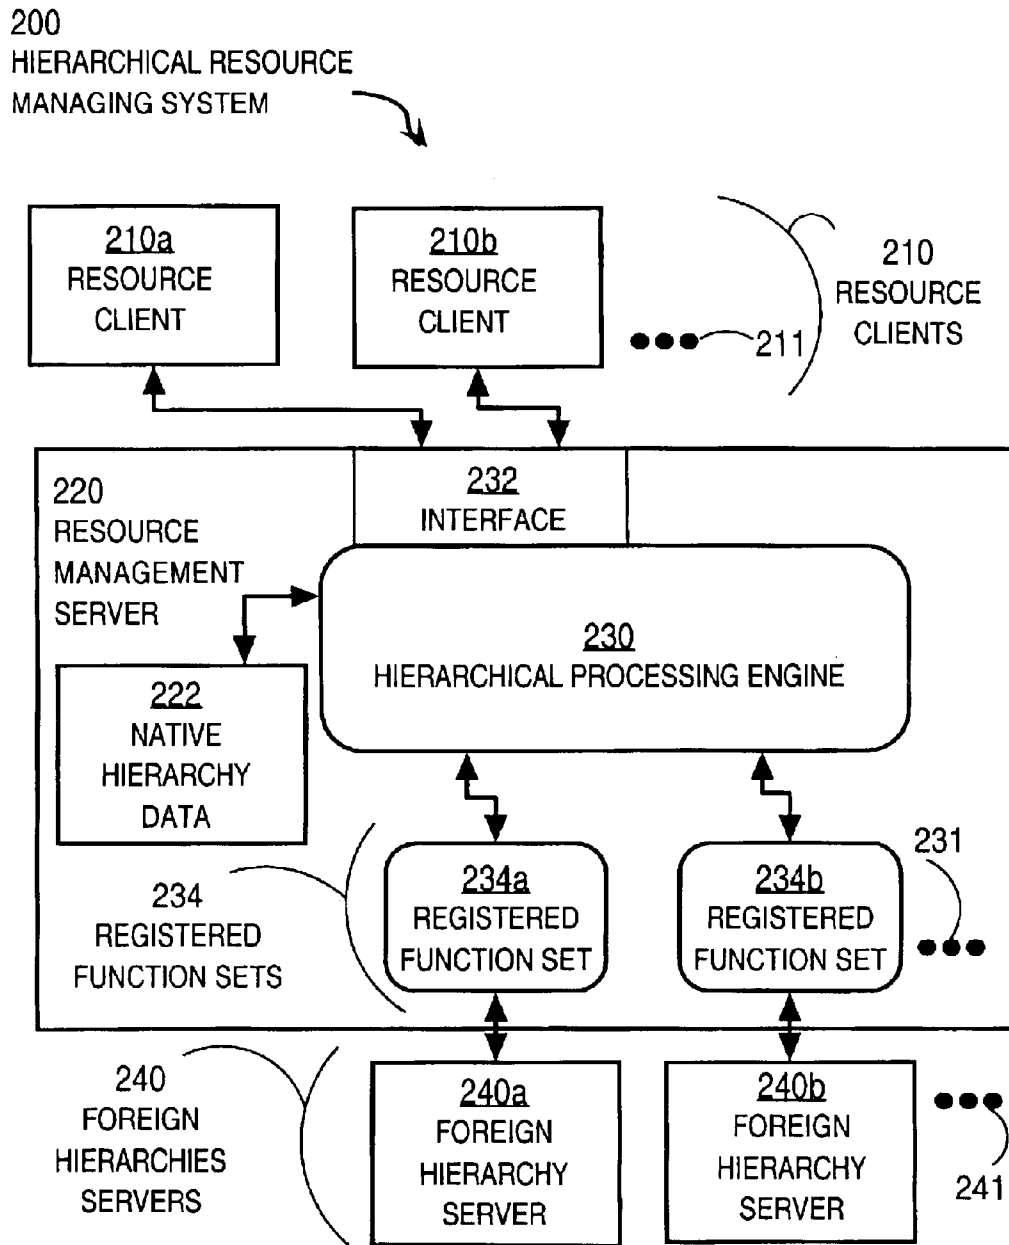 200
HIERARCHICAL RESOURCE
MANAGING SYSTEM
210a
RESOURCE
CLIENT
210b
RESOURCE
CLIENT
211
210
RESOURCE
CLIENTS
220
RESOURCE
MANAGEMENT
SERVER
232
INTERFACE
230
HIERARCHICAL PROCESSING ENGINE
222
NATIVE
HIERARCHY
DATA
234
REGISTERED
FUNCTION SETS
234a
REGISTERED
FUNCTION SET
234b
REGISTERED
FUNCTION SET
231
240
FOREIGN
HIERARCHIES
SERVERS
240a
FOREIGN
HIERARCHY
SERVER
240b
FOREIGN
HIERARCHY
SERVER
241